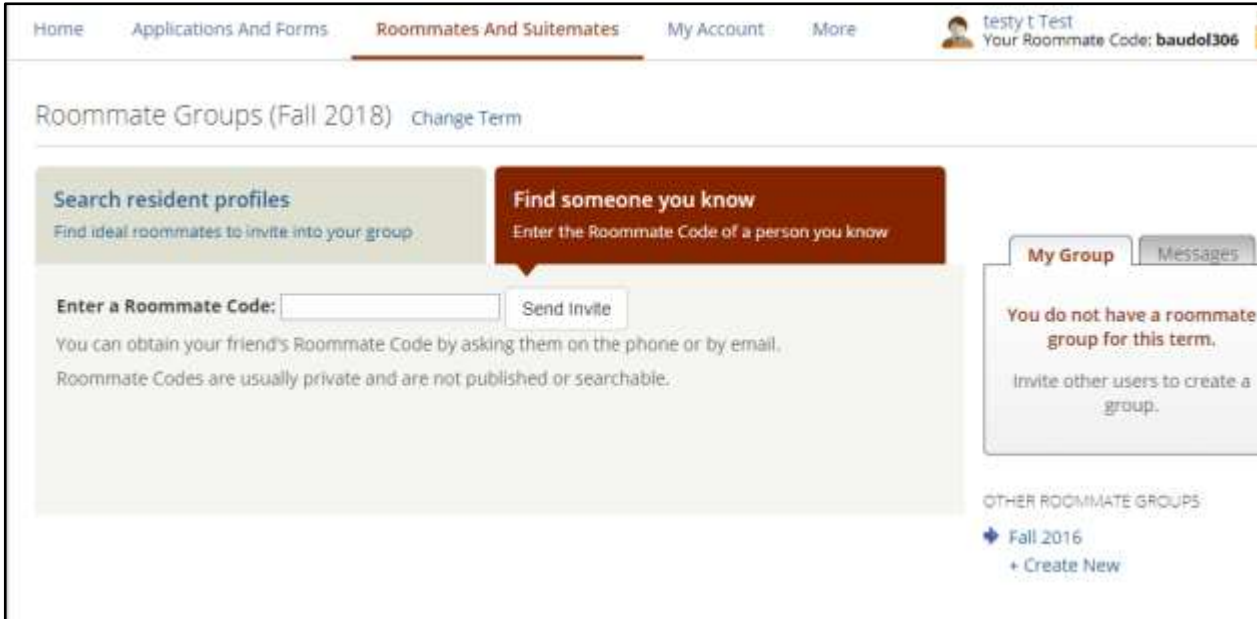 Home Applications And Forms Roommates And Suitemates My Account More
testy t Test
Your Roommate Code: baudol306
Roommate Groups (Fall 2018) Change Term
Search resident profiles
Find ideal roommates to invite into your group
Find someone you know
Enter the Roommate Code of a person you know
Enter a Roommate Code: Send Invite
You can obtain your friend's Roommate Code by asking them on the phone or by email.
Roommate Codes are usually private and are not published or searchable.
My Group Messages
You do not have a roommate
group for this term.
Invite other users to create a
group.
OTHER ROOMMATE GROUPS
Fall 2016
+ Create New